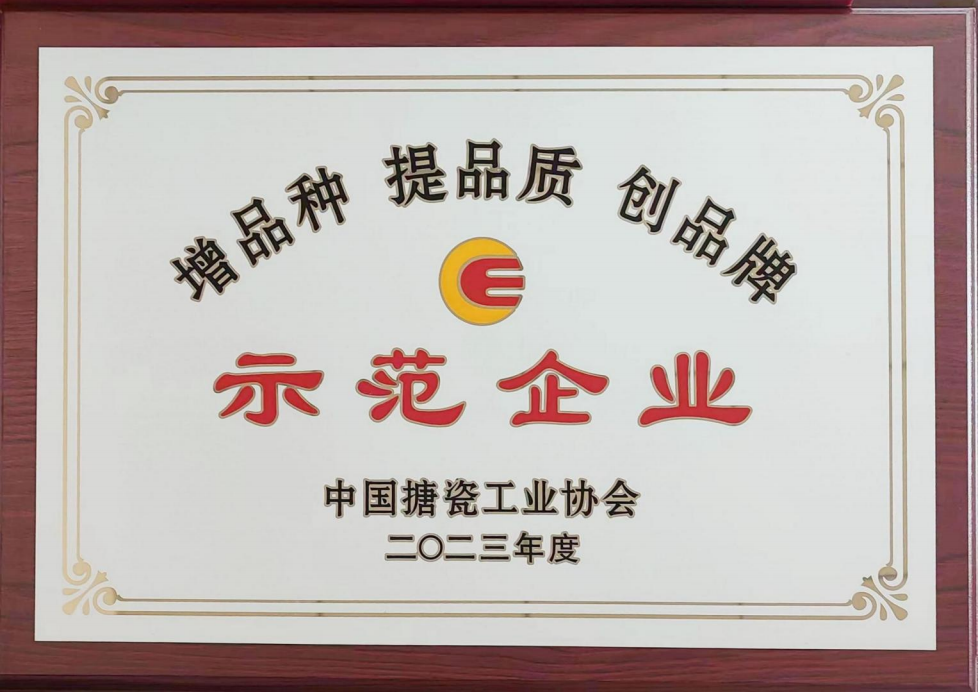 增品种 提品质 创品牌
示范企业
中国搪瓷工业协会
二〇二三年度